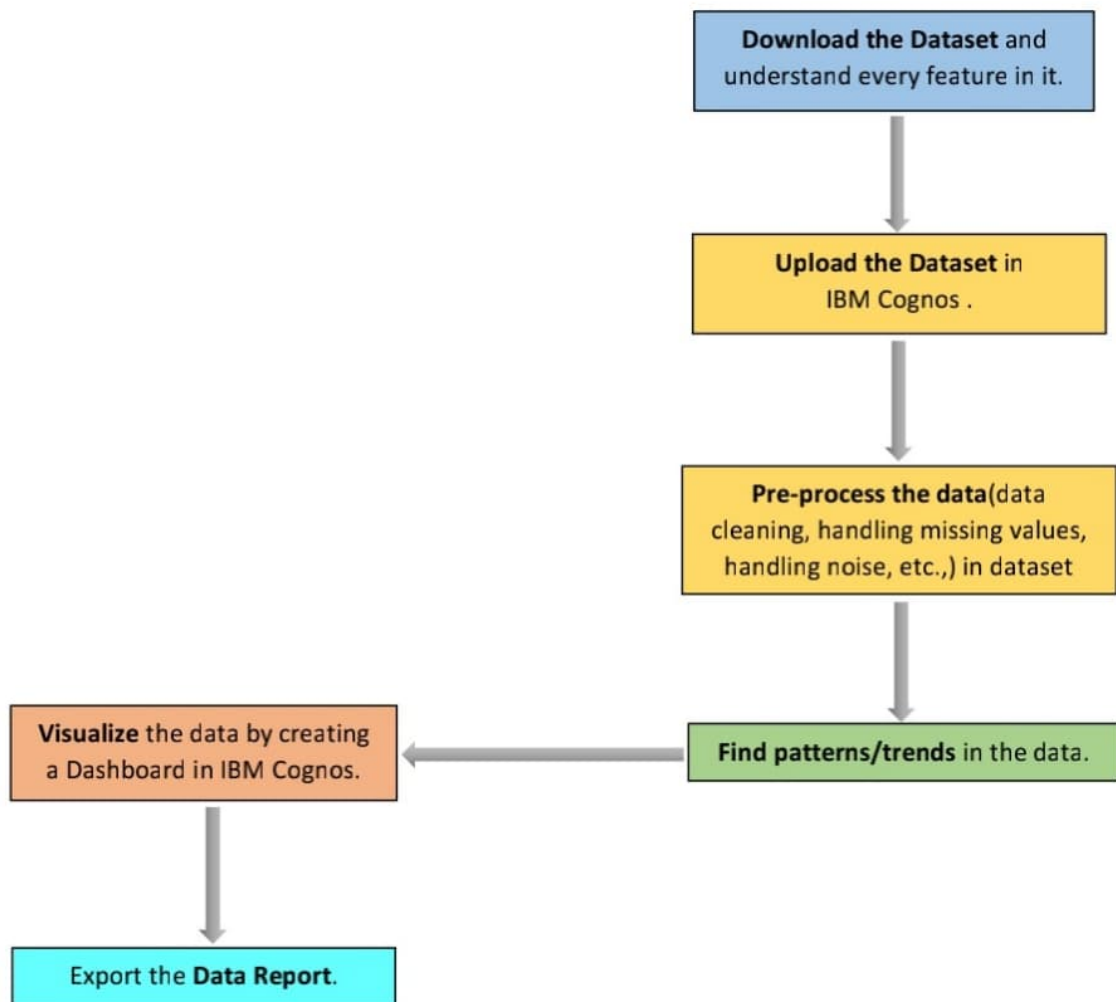 Download the Dataset and
understand every feature in it.
Upload the Dataset in
IBM Cognos .
Pre-process the data(data
cleaning, handling missing values,
handling noise, etc.,) in dataset
Find patterns/trends in the data.
Visualize the data by creating
a Dashboard in IBM Cognos.
Export the Data Report.